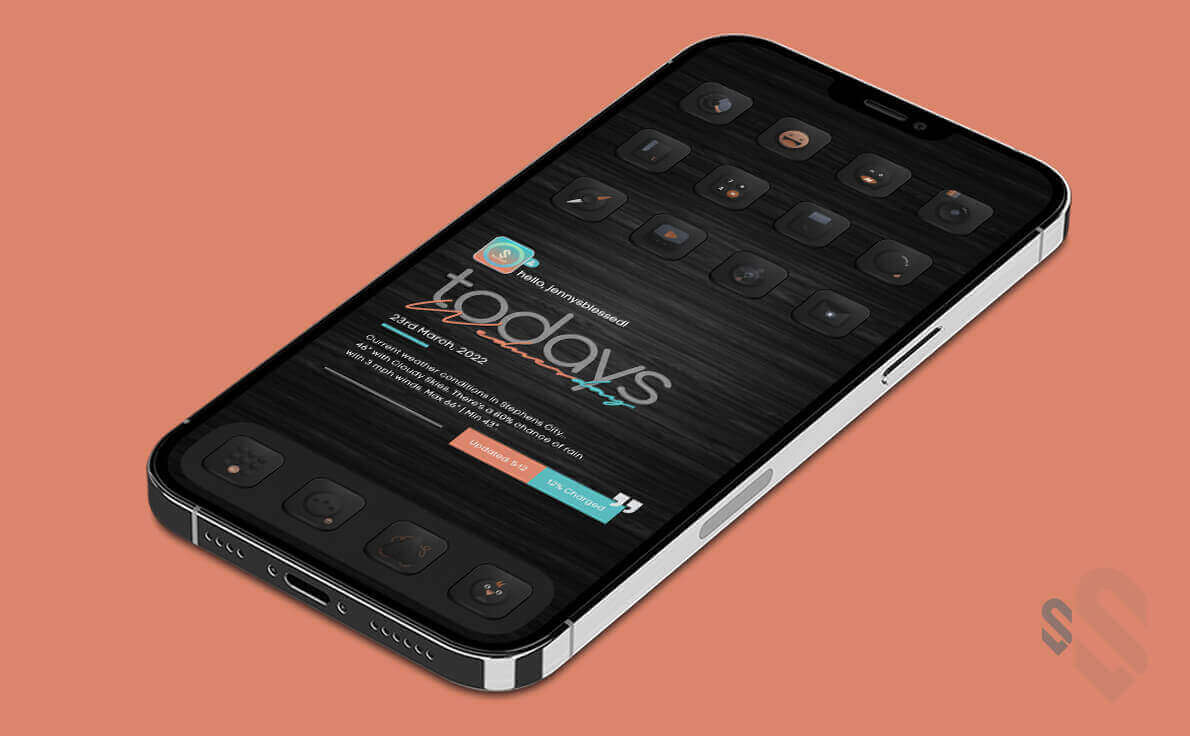 hello, jennysblessed!
todays
Wednesday
23rd March, 2022
Current weather conditions in Stephens City..
46° with Cloudy Skies. There's a 80% chance of rain
with 3 mph winds. Max 66° | Min 43°
Updated: 5:12
12% Charged